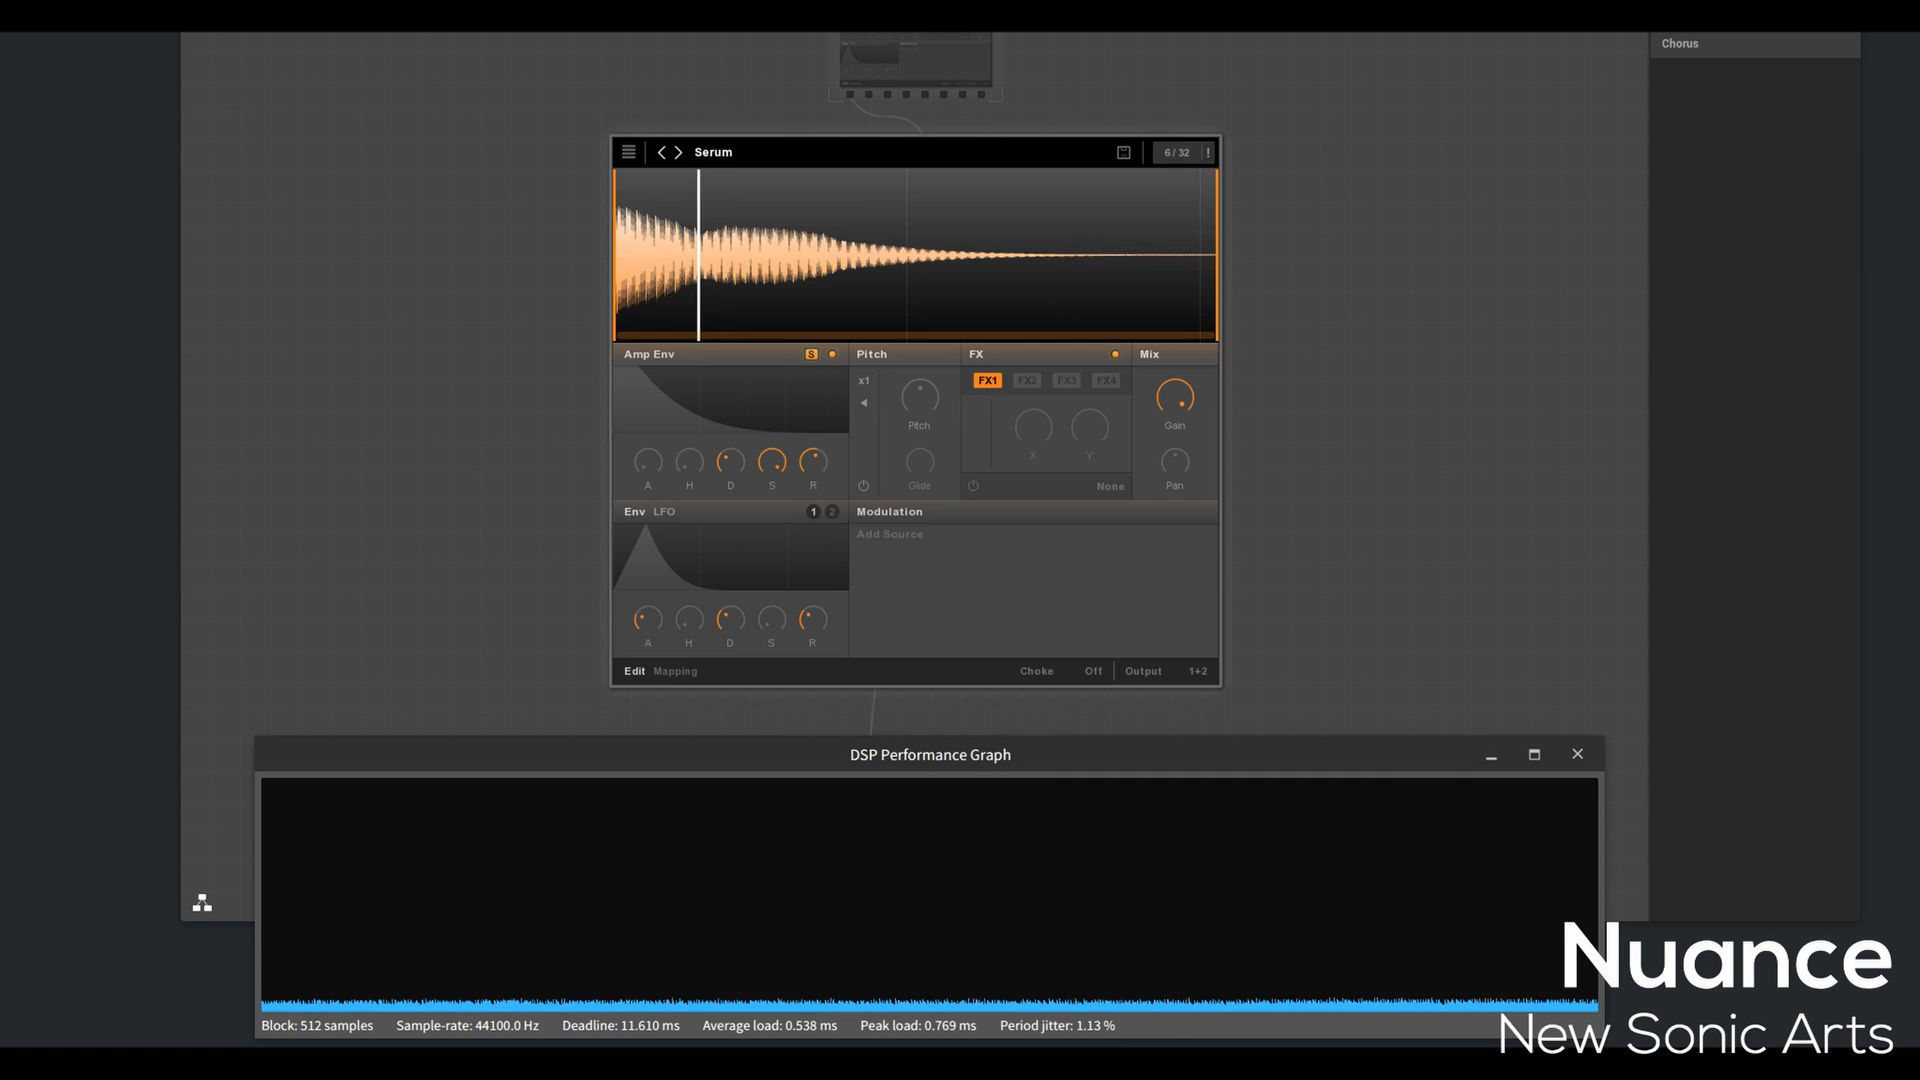 Chorus
Serum
6 / 32 !
Amp Env S Pitch FX Mix
x1 FX1 FX2 FX3 FX4
Pitch Gain
X Y
A H D S R Glide None Pan
Env LFO 1 2 Modulation
Add Source
A H D S R
Edit Mapping Choke Off Output 1+2
DSP Performance Graph
Block: 512 samples Sample-rate: 44100.0 Hz Deadline: 11.610 ms Average load: 0.538 ms Peak load: 0.769 ms Period jitter: 1.13 %
Nuance
New Sonic Arts